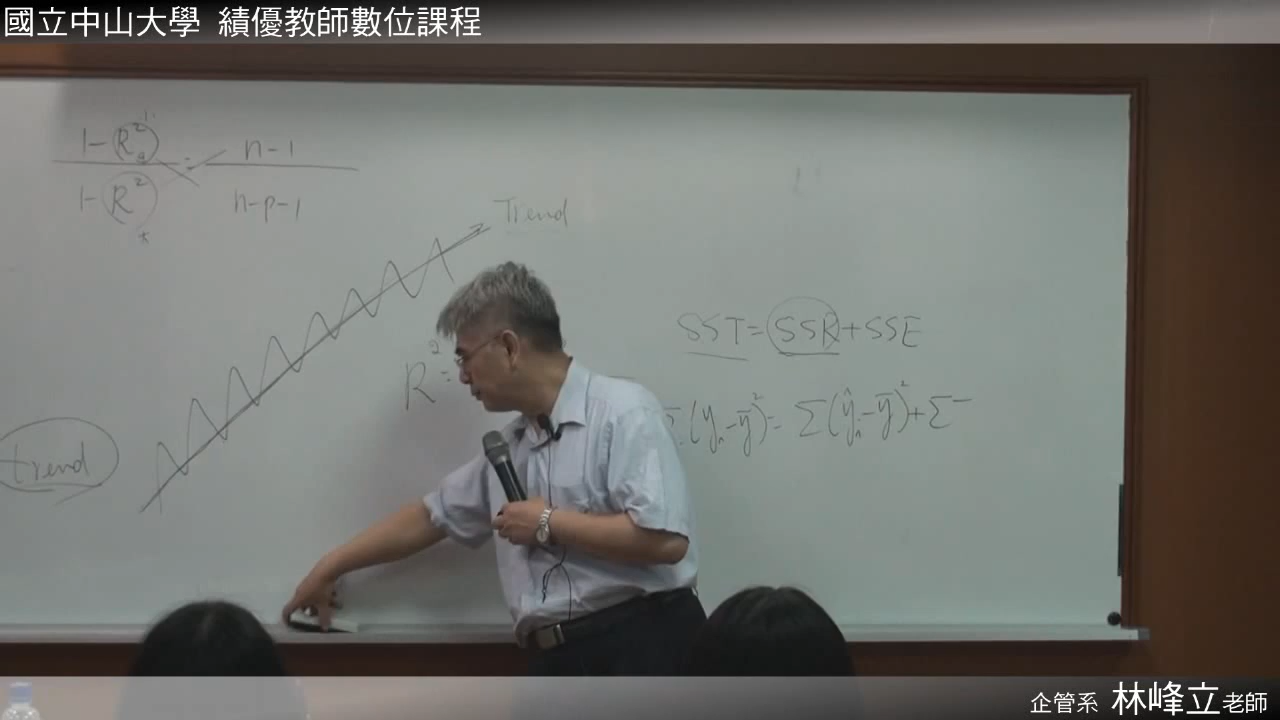 國立中山大學 績優教師數位課程
1-R²ₐ / 1-R² = n-1 / n-p-1
*
Trend
SST=SSR+SSE
R²=
(yᵢ-ȳ)²= Σ(ŷᵢ-ȳ)²+Σ-
trend
企管系 林峰立老師